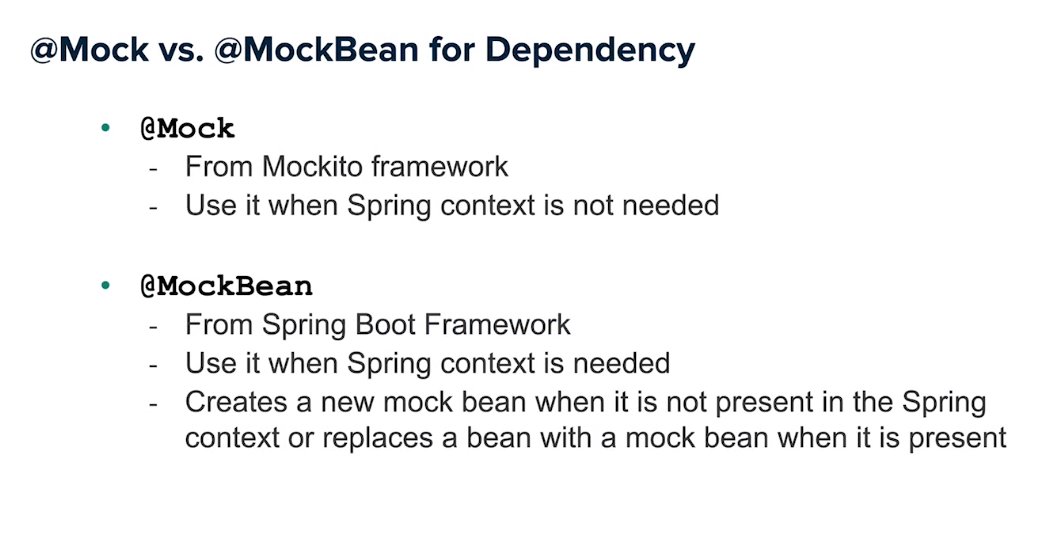 @Mock vs. @MockBean for Dependency
• @Mock
- From Mockito framework
- Use it when Spring context is not needed
• @MockBean
- From Spring Boot Framework
- Use it when Spring context is needed
- Creates a new mock bean when it is not present in the Spring
context or replaces a bean with a mock bean when it is present